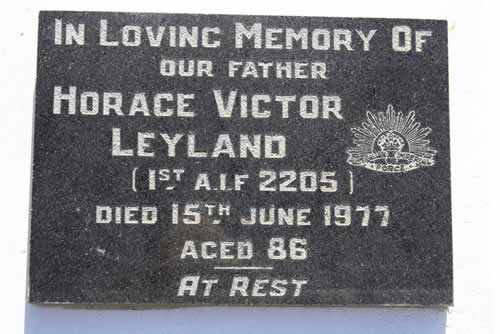 IN LOVING MEMORY OF
OUR FATHER
HORACE VICTOR
LEYLAND
(1ST A.I.F 2205)
DIED 15TH JUNE 1977
AGED 86
AT REST